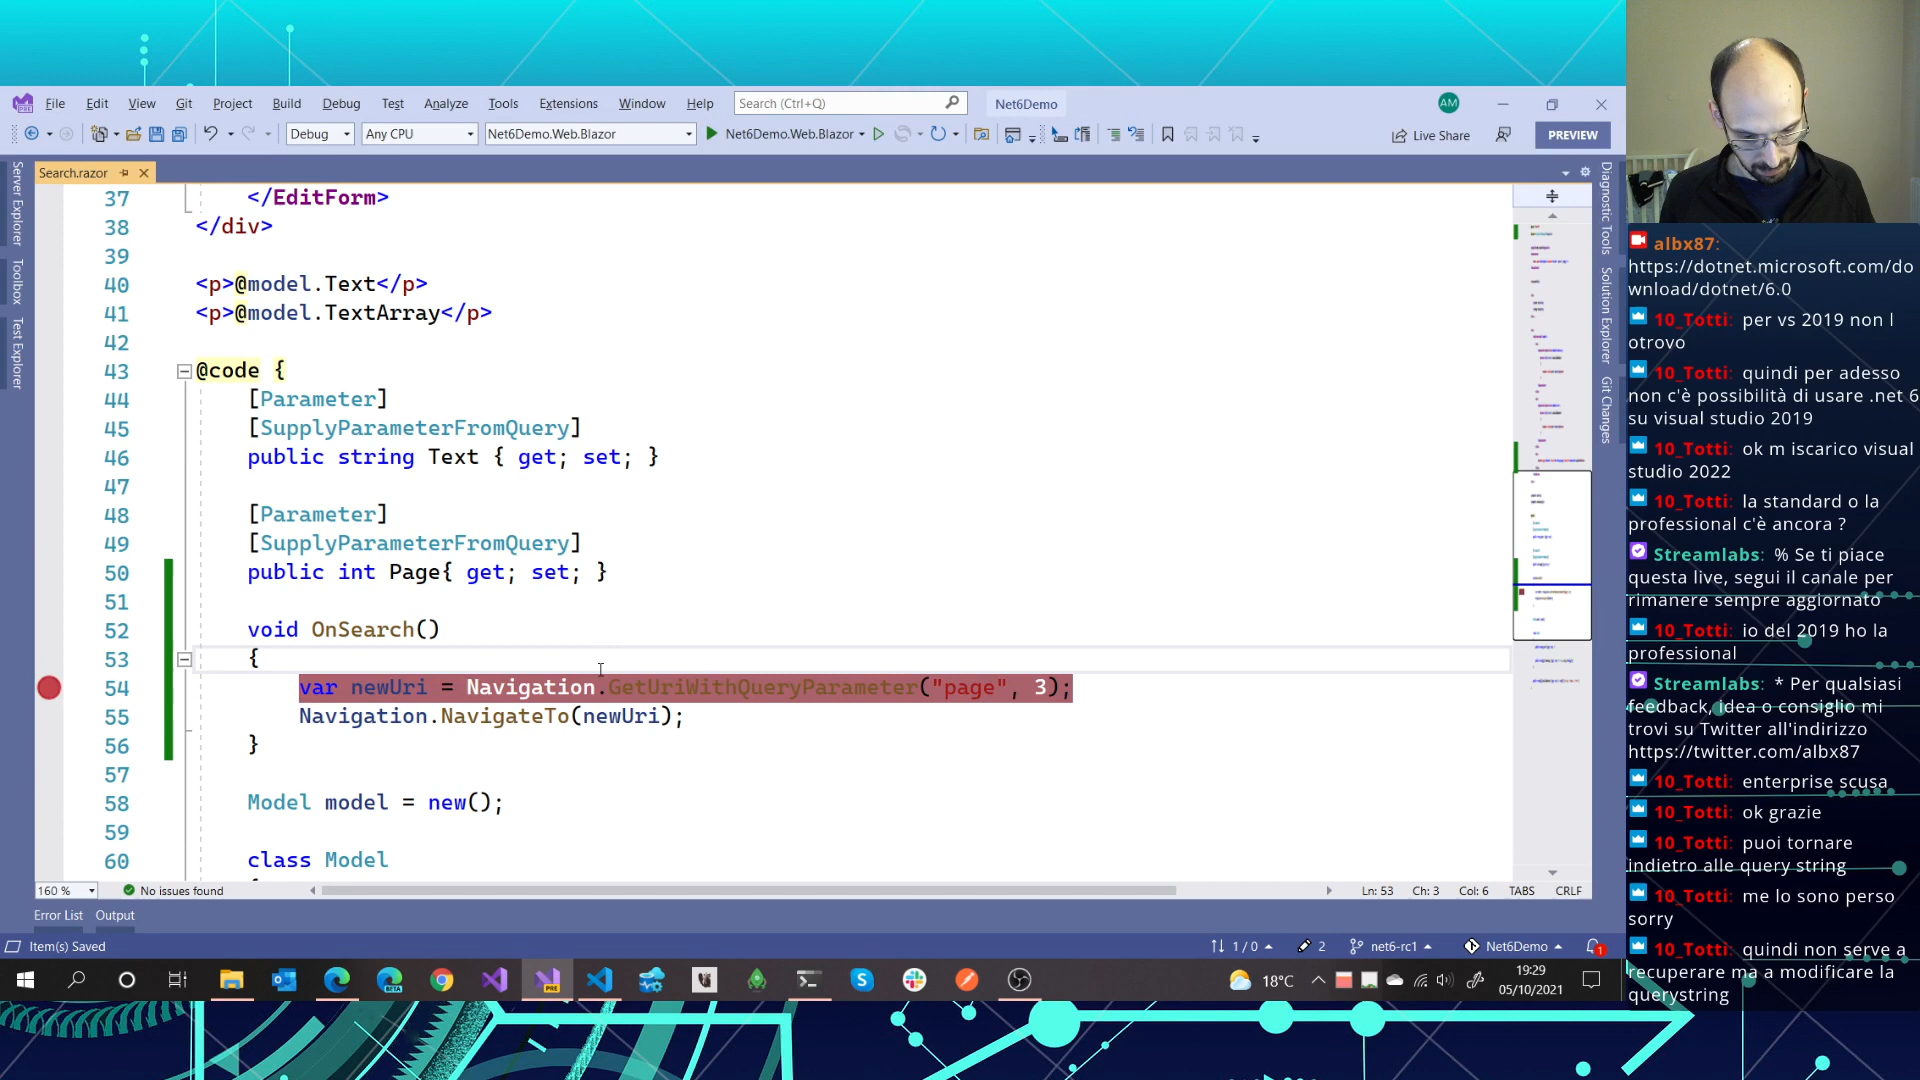 File Edit View Git Project Build Debug Test Analyze Tools Extensions Window Help Search (Ctrl+Q) Net6Demo AM
Debug Any CPU Net6Demo.Web.Blazor Net6Demo.Web.Blazor Live Share PREVIEW
Search.razor
Server Explorer
Toolbox
Test Explorer
37 </EditForm>
38 </div>
39
40 <p>@model.Text</p>
41 <p>@model.TextArray</p>
42
43 @code {
44 [Parameter]
45 [SupplyParameterFromQuery]
46 public string Text { get; set; }
47
48 [Parameter]
49 [SupplyParameterFromQuery]
50 public int Page{ get; set; }
51
52 void OnSearch()
53 {
54 var newUri = Navigation.GetUriWithQueryParameter("page", 3);
55 Navigation.NavigateTo(newUri);
56 }
57
58 Model model = new();
59
60 class Model
Diagnostic Tools
Solution Explorer
Git Changes
160 % No issues found Ln: 53 Ch: 3 Col: 6 TABS CRLF
Error List Output
Item(s) Saved 1 / 0 2 net6-rc1 Net6Demo 1
PRE
BETA
18°C
19:29
05/10/2021
albx87:
https://dotnet.microsoft.com/do
wnload/dotnet/6.0
10_Totti: per vs 2019 non l
otrovo
10_Totti: quindi per adesso
non c'è possibilità di usare .net 6
su visual studio 2019
10_Totti: ok m iscarico visual
studio 2022
10_Totti: la standard o la
professional c'è ancora ?
Streamlabs: % Se ti piace
questa live, segui il canale per
rimanere sempre aggiornato
10_Totti: io del 2019 ho la
professional
Streamlabs: * Per qualsiasi
feedback, idea o consiglio mi
trovi su Twitter all'indirizzo
https://twitter.com/albx87
10_Totti: enterprise scusa
10_Totti: ok grazie
10_Totti: puoi tornare
indietro alle query string
10_Totti: me lo sono perso
sorry
10_Totti: quindi non serve a
recuperare ma a modificare la
querystring